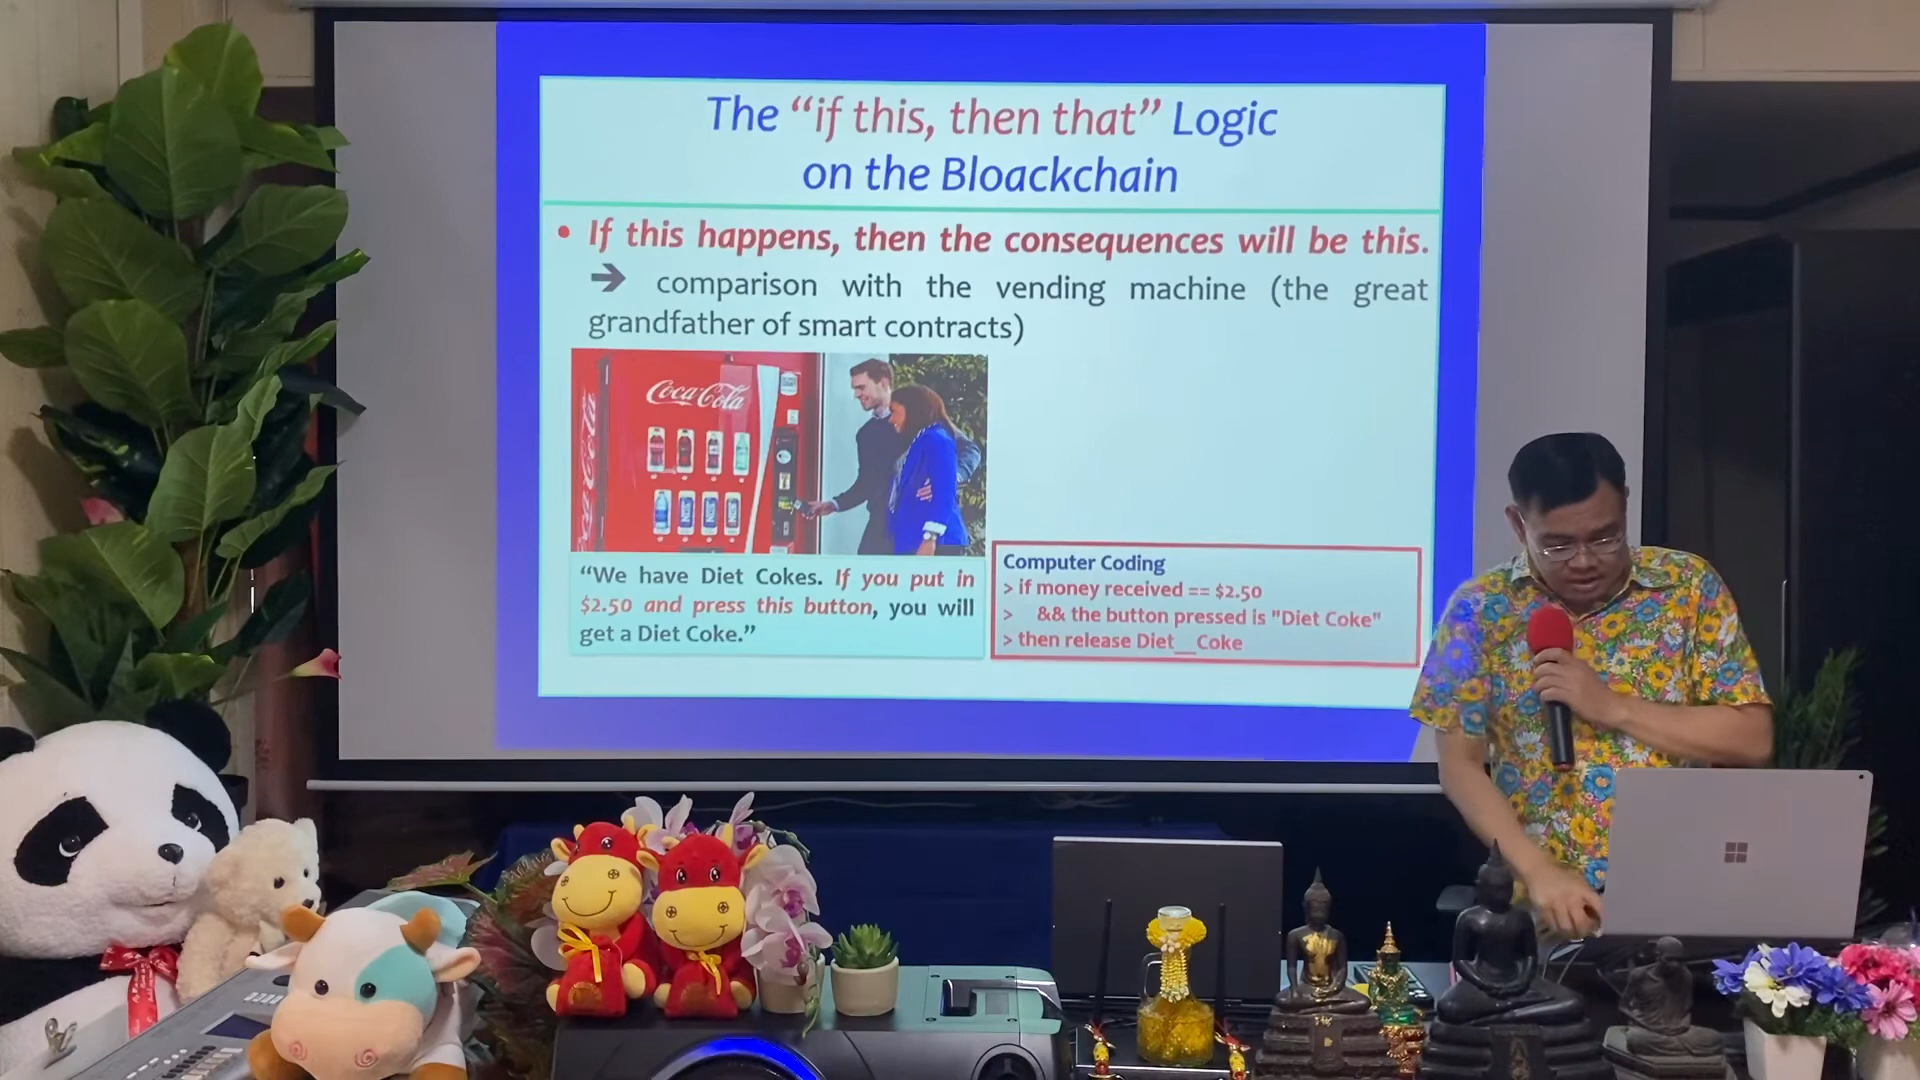 The “if this, then that” Logic
on the Bloackchain
• If this happens, then the consequences will be this.
➔ comparison with the vending machine (the great
grandfather of smart contracts)
Coca-Cola
Coca-Cola
“We have Diet Cokes. If you put in
$2.50 and press this button, you will
get a Diet Coke.”
Computer Coding
> if money received == $2.50
> && the button pressed is "Diet Coke"
> then release Diet__Coke